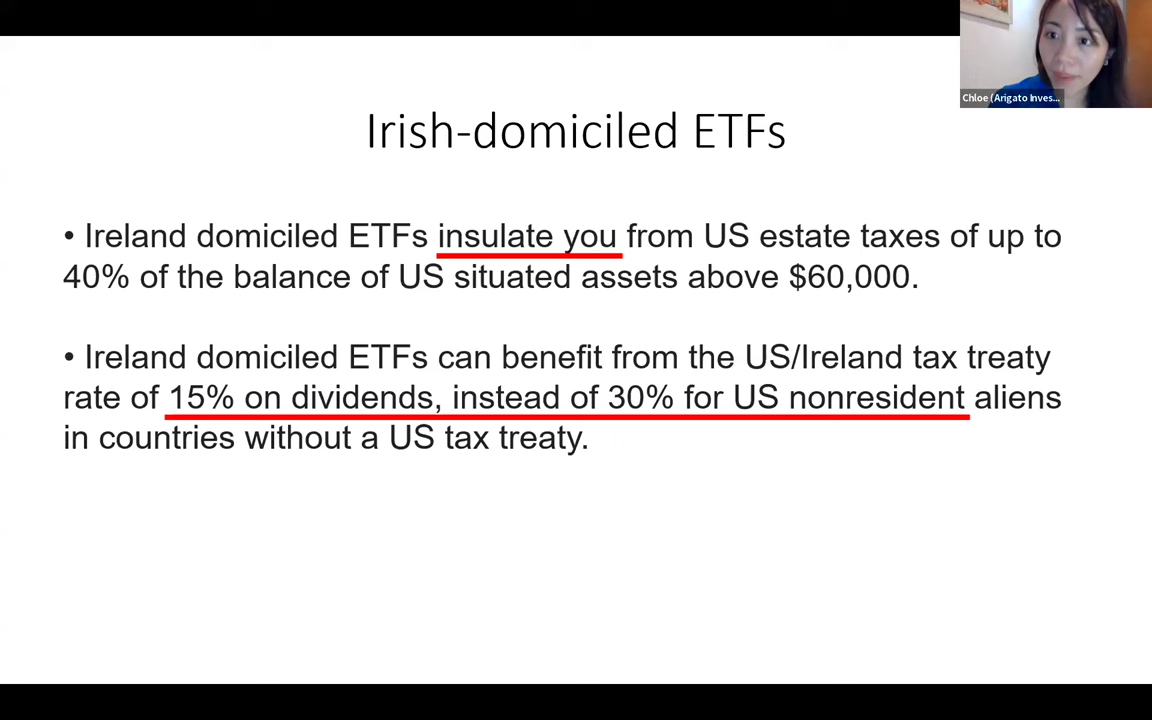 Chloe (Arigato Inves...
Irish-domiciled ETFs
• Ireland domiciled ETFs insulate you from US estate taxes of up to
40% of the balance of US situated assets above $60,000.
• Ireland domiciled ETFs can benefit from the US/Ireland tax treaty
rate of 15% on dividends, instead of 30% for US nonresident aliens
in countries without a US tax treaty.